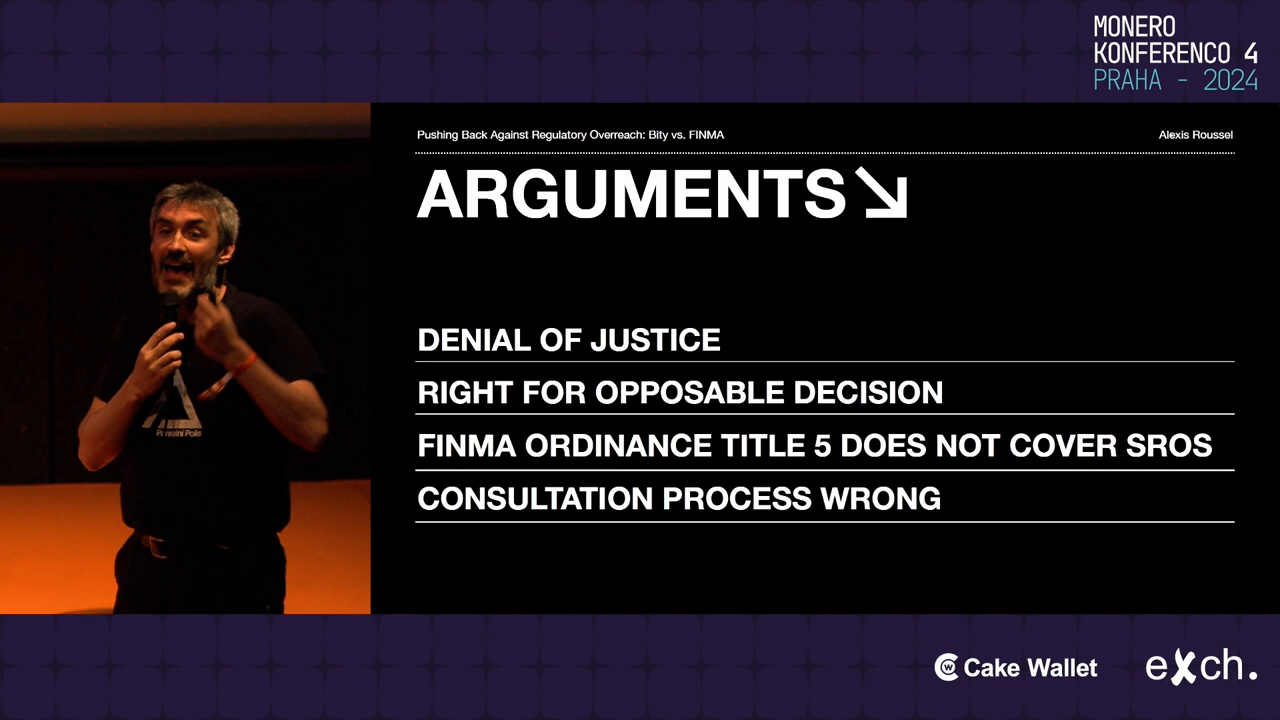 MONERO
KONFERENCO 4
PRAHA - 2024
Pushing Back Against Regulatory Overreach: Bity vs. FINMA
Alexis Roussel
ARGUMENTS↘
DENIAL OF JUSTICE
RIGHT FOR OPPOSABLE DECISION
FINMA ORDINANCE TITLE 5 DOES NOT COVER SROS
CONSULTATION PROCESS WRONG
Cake Wallet
exch.